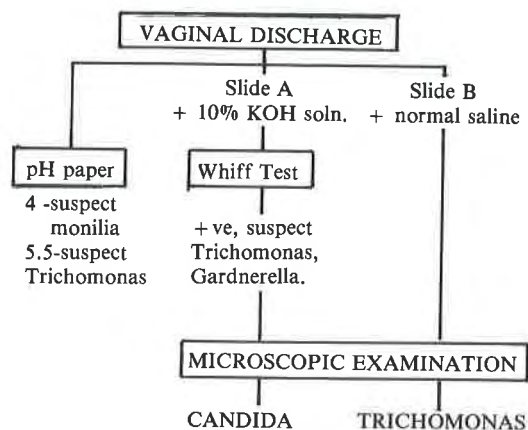 VAGINAL DISCHARGE
Slide A
+ 10% KOH soln.
Slide B
+ normal saline
pH paper
4 -suspect
monilia
5.5-suspect
Trichomonas
Whiff Test
+ve, suspect
Trichomonas,
Gardnerella.
MICROSCOPIC EXAMINATION
CANDIDA
TRICHOMONAS